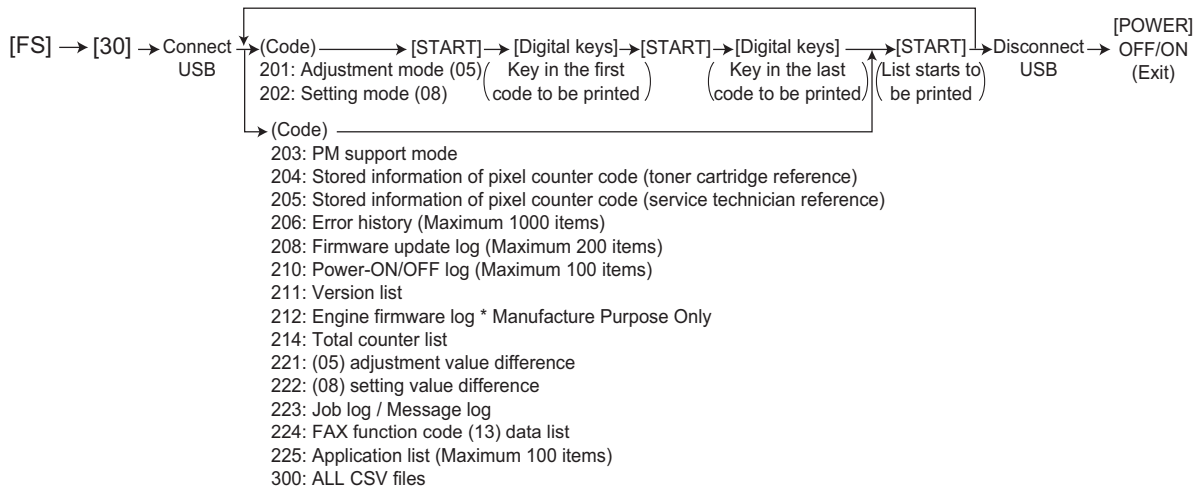 [FS] → [30] → Connect USB → (Code) → [START] → [Digital keys] → [START] → [Digital keys] → [START] → Disconnect USB → [POWER] OFF/ON (Exit)
201: Adjustment mode (05) (Key in the first code to be printed) (Key in the last code to be printed) (List starts to be printed)
202: Setting mode (08)
(Code)
203: PM support mode
204: Stored information of pixel counter code (toner cartridge reference)
205: Stored information of pixel counter code (service technician reference)
206: Error history (Maximum 1000 items)
208: Firmware update log (Maximum 200 items)
210: Power-ON/OFF log (Maximum 100 items)
211: Version list
212: Engine firmware log * Manufacture Purpose Only
214: Total counter list
221: (05) adjustment value difference
222: (08) setting value difference
223: Job log / Message log
224: FAX function code (13) data list
225: Application list (Maximum 100 items)
300: ALL CSV files